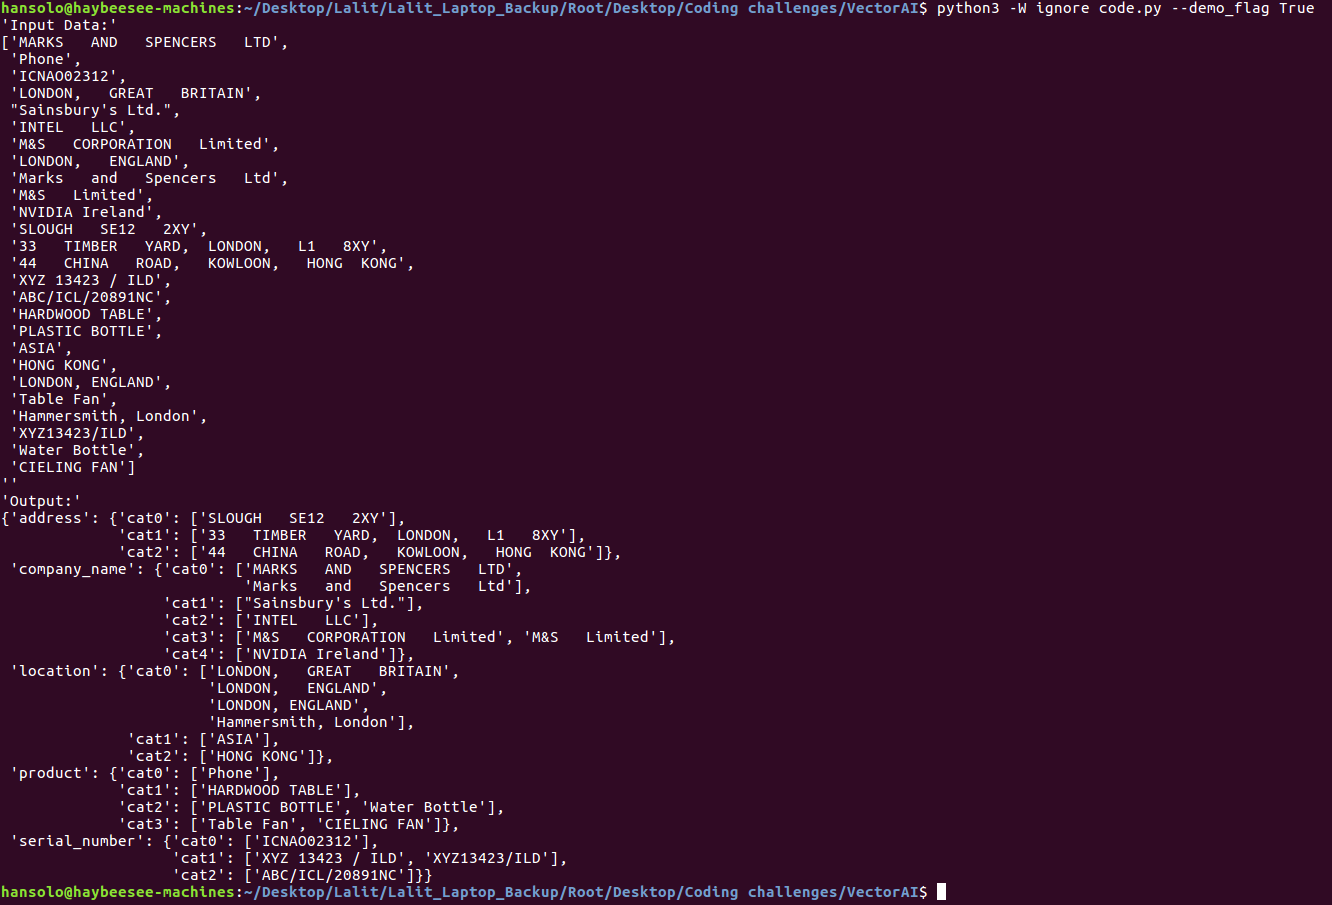 hansolo@haybeesee-machines:~/Desktop/Lalit/Lalit_Laptop_Backup/Root/Desktop/Coding challenges/VectorAI$ python3 -W ignore code.py --demo_flag True
'Input Data:'
['MARKS   AND   SPENCERS   LTD',
 'Phone',
 'ICNAO02312',
 'LONDON,   GREAT   BRITAIN',
 "Sainsbury's Ltd.",
 'INTEL   LLC',
 'M&S   CORPORATION   Limited',
 'LONDON,   ENGLAND',
 'Marks   and   Spencers   Ltd',
 'M&S   Limited',
 'NVIDIA Ireland',
 'SLOUGH   SE12   2XY',
 '33   TIMBER   YARD,  LONDON,   L1   8XY',
 '44   CHINA   ROAD,   KOWLOON,   HONG  KONG',
 'XYZ 13423 / ILD',
 'ABC/ICL/20891NC',
 'HARDWOOD TABLE',
 'PLASTIC BOTTLE',
 'ASIA',
 'HONG KONG',
 'LONDON, ENGLAND',
 'Table Fan',
 'Hammersmith, London',
 'XYZ13423/ILD',
 'Water Bottle',
 'CIELING FAN']
''
'Output:'
{'address': {'cat0': ['SLOUGH   SE12   2XY'],
             'cat1': ['33   TIMBER   YARD,  LONDON,   L1   8XY'],
             'cat2': ['44   CHINA   ROAD,   KOWLOON,   HONG  KONG']},
 'company_name': {'cat0': ['MARKS   AND   SPENCERS   LTD',
                           'Marks   and   Spencers   Ltd'],
                  'cat1': ["Sainsbury's Ltd."],
                  'cat2': ['INTEL   LLC'],
                  'cat3': ['M&S   CORPORATION   Limited', 'M&S   Limited'],
                  'cat4': ['NVIDIA Ireland']},
 'location': {'cat0': ['LONDON,   GREAT   BRITAIN',
                       'LONDON,   ENGLAND',
                       'LONDON, ENGLAND',
                       'Hammersmith, London'],
              'cat1': ['ASIA'],
              'cat2': ['HONG KONG']},
 'product': {'cat0': ['Phone'],
             'cat1': ['HARDWOOD TABLE'],
             'cat2': ['PLASTIC BOTTLE', 'Water Bottle'],
             'cat3': ['Table Fan', 'CIELING FAN']},
 'serial_number': {'cat0': ['ICNAO02312'],
                   'cat1': ['XYZ 13423 / ILD', 'XYZ13423/ILD'],
                   'cat2': ['ABC/ICL/20891NC']}}
hansolo@haybeesee-machines:~/Desktop/Lalit/Lalit_Laptop_Backup/Root/Desktop/Coding challenges/VectorAI$